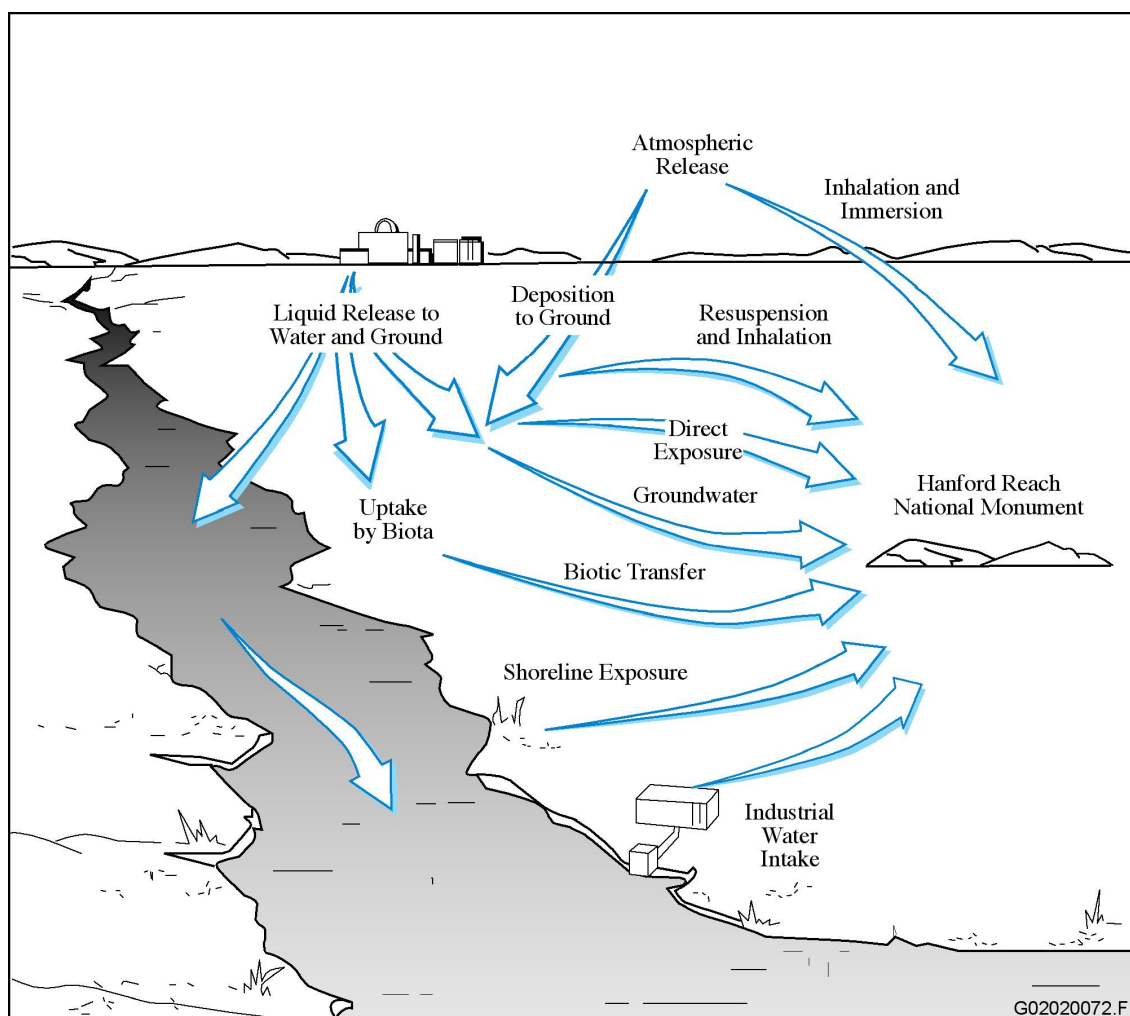 Atmospheric
Release
Inhalation and
Immersion
Liquid Release to
Water and Ground
Deposition
to Ground
Resuspension
and Inhalation
Direct
Exposure
Groundwater
Hanford Reach
National Monument
Uptake
by Biota
Biotic Transfer
Shoreline Exposure
Industrial
Water
Intake
G02020072.F